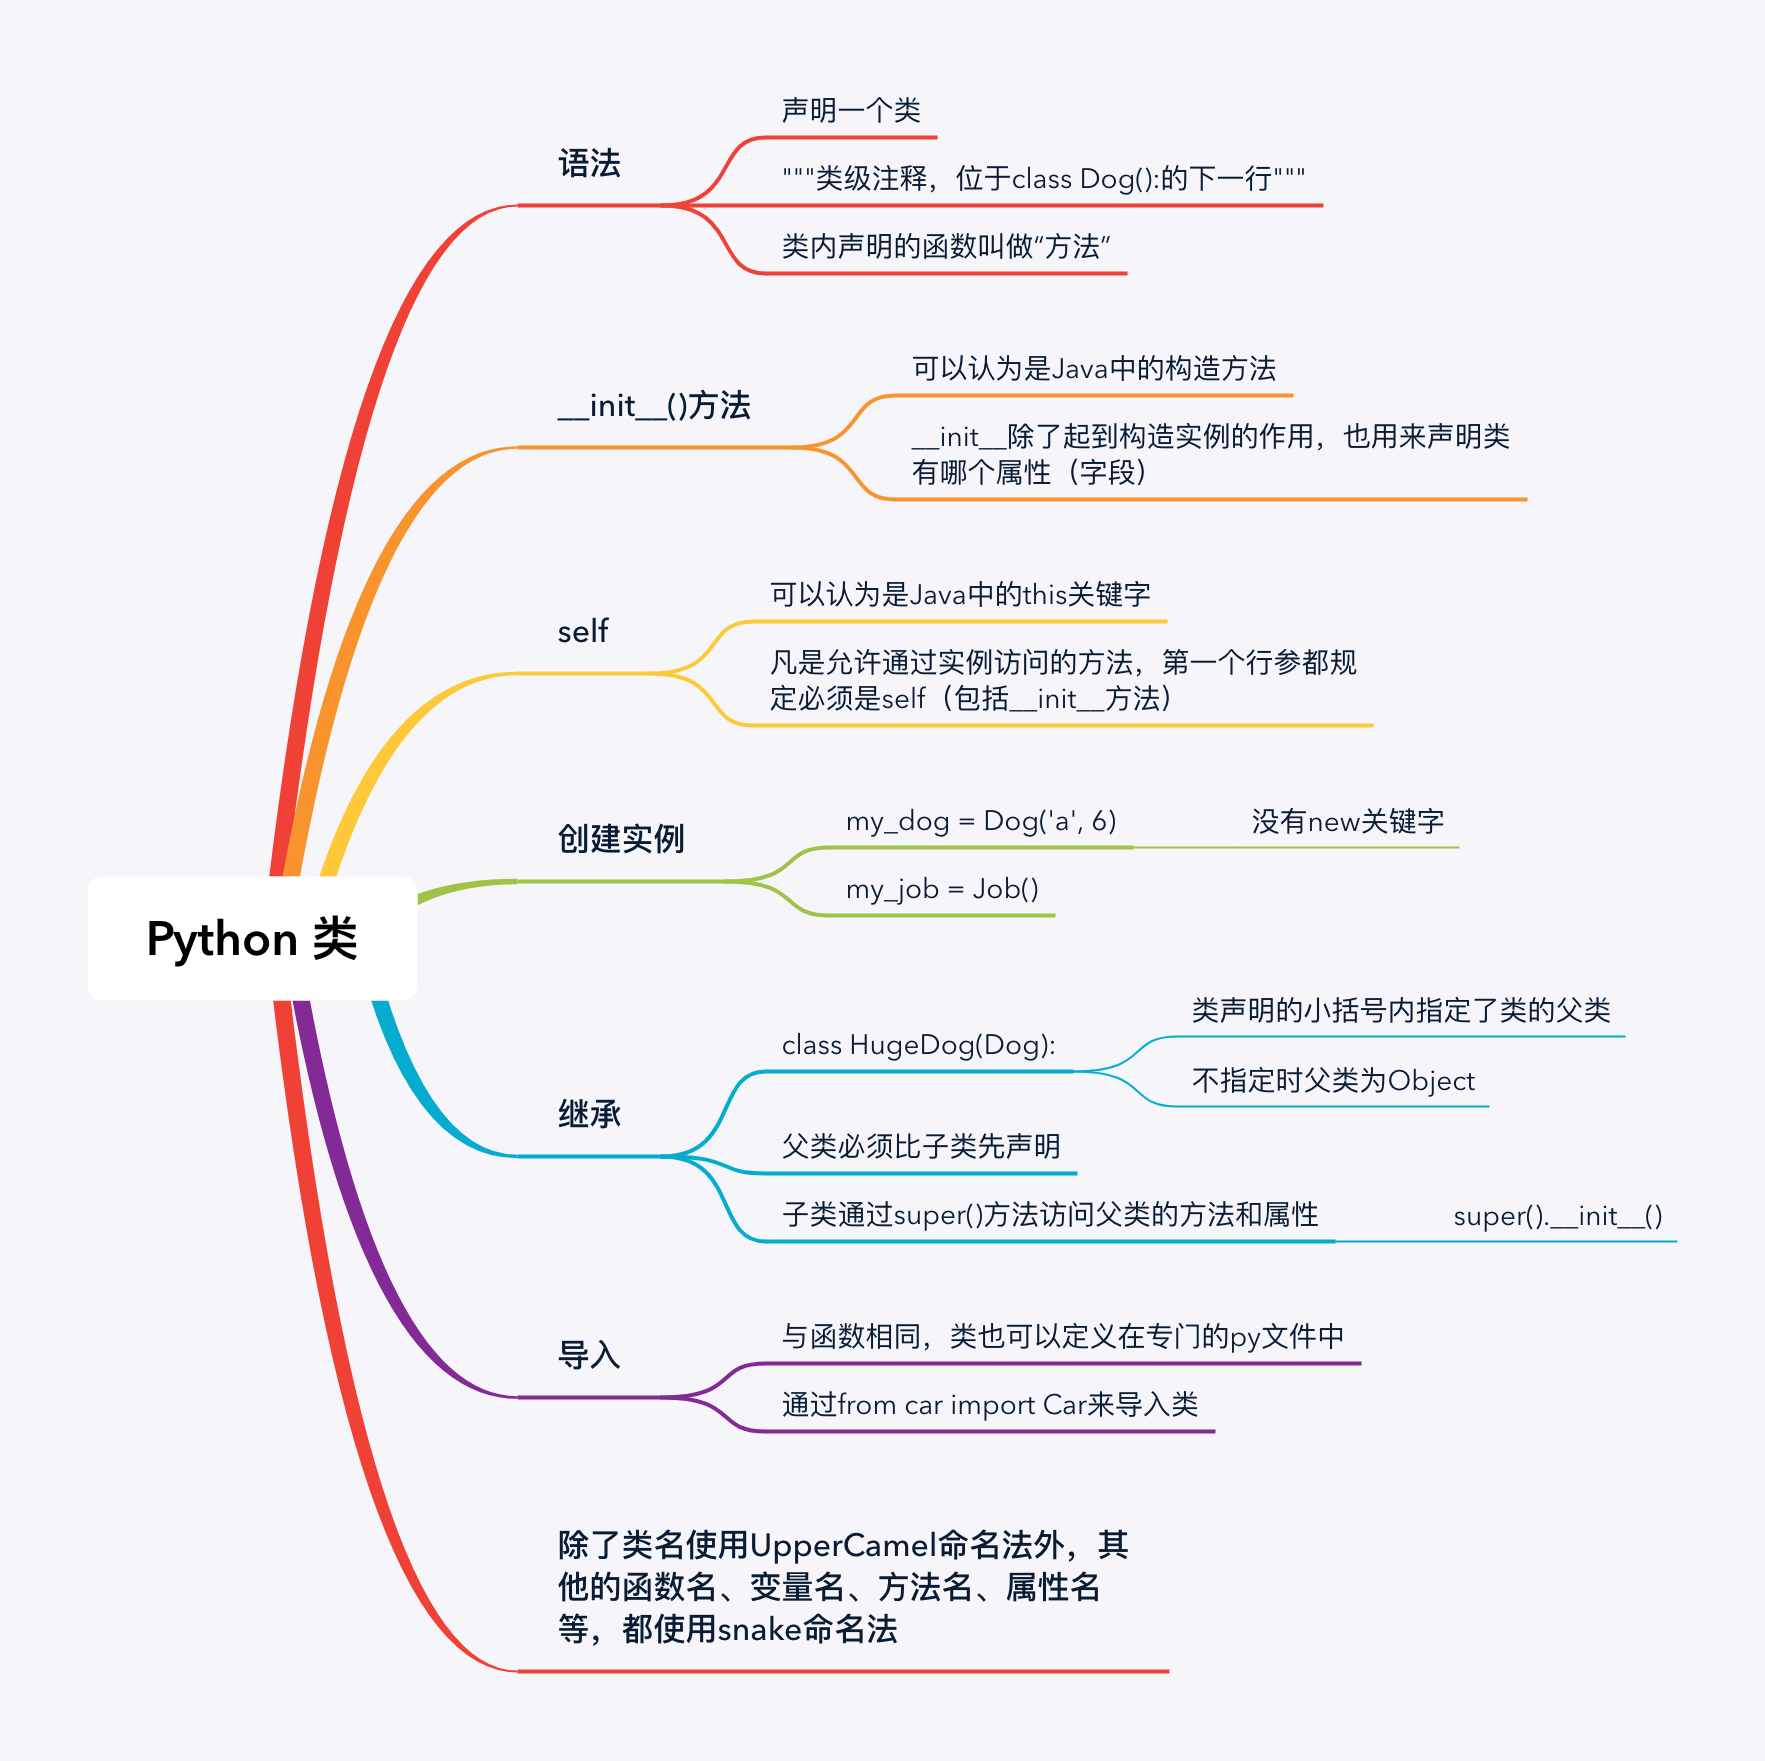 声明一个类
语法
"""类级注释，位于class Dog():的下一行"""
类内声明的函数叫做“方法”
可以认为是Java中的构造方法
__init__()方法
__init__除了起到构造实例的作用，也用来声明类
有哪个属性（字段）
可以认为是Java中的this关键字
self
凡是允许通过实例访问的方法，第一个行参都规
定必须是self（包括__init__方法）
创建实例
my_dog = Dog('a', 6)
没有new关键字
my_job = Job()
Python 类
类声明的小括号内指定了类的父类
class HugeDog(Dog):
不指定时父类为Object
继承
父类必须比子类先声明
子类通过super()方法访问父类的方法和属性
super().__init__()
与函数相同，类也可以定义在专门的py文件中
导入
通过from car import Car来导入类
除了类名使用UpperCamel命名法外，其
他的函数名、变量名、方法名、属性名
等，都使用snake命名法